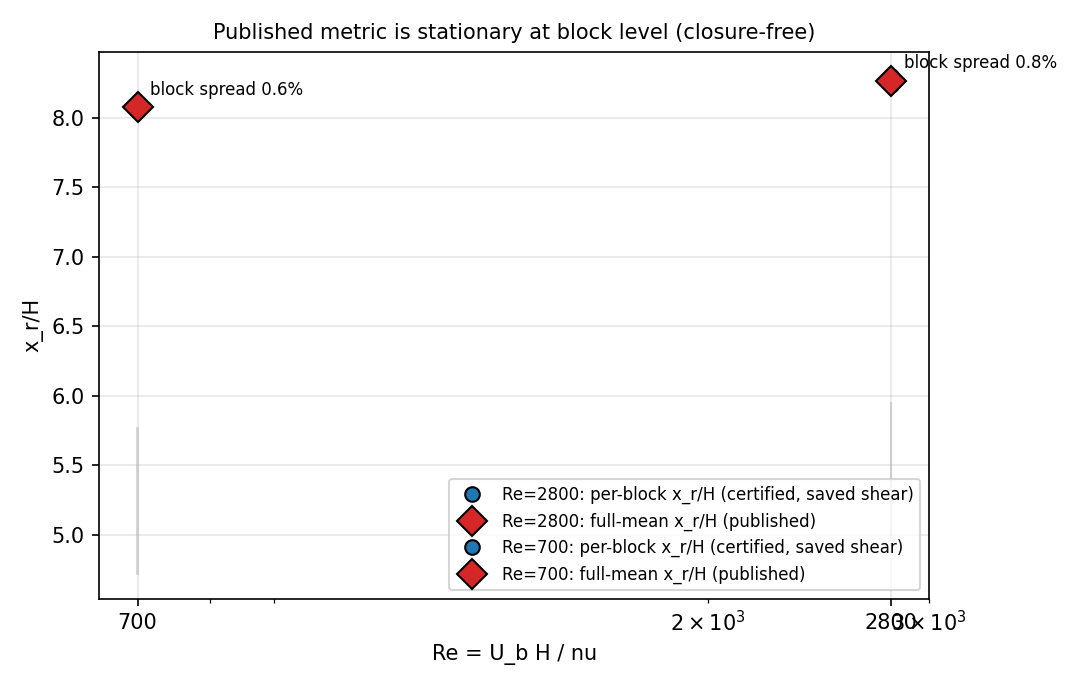 Published metric is stationary at block level (closure-free)
block spread 0.6%
block spread 0.8%
8.0
7.5
7.0
6.5
6.0
5.5
5.0
x_r/H
Re=2800: per-block x_r/H (certified, saved shear)
Re=2800: full-mean x_r/H (published)
Re=700: per-block x_r/H (certified, saved shear)
Re=700: full-mean x_r/H (published)
700
2 × 10³
2800
3 × 10³
Re = U_b H / nu